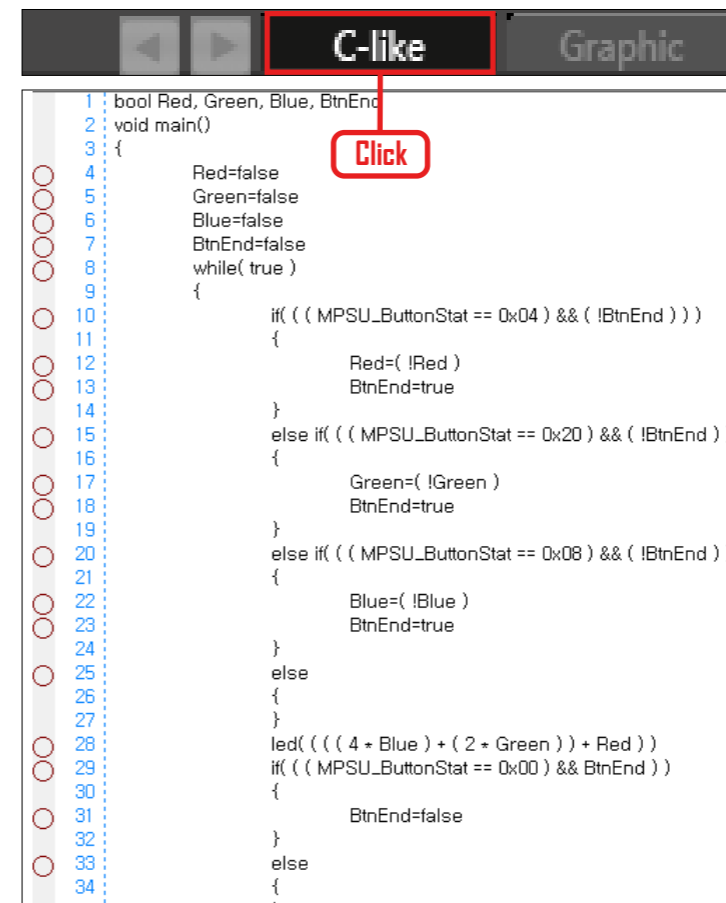 C-like Graphic
Click
1 bool Red, Green, Blue, BtnEnd
2 void main()
3 {
4 Red=false
5 Green=false
6 Blue=false
7 BtnEnd=false
8 while( true )
9 {
10 if( ( ( MPSU_ButtonStat == 0x04 ) && ( !BtnEnd ) ) )
11 {
12 Red=( !Red )
13 BtnEnd=true
14 }
15 else if( ( ( MPSU_ButtonStat == 0x20 ) && ( !BtnEnd )
16 {
17 Green=( !Green )
18 BtnEnd=true
19 }
20 else if( ( ( MPSU_ButtonStat == 0x08 ) && ( !BtnEnd )
21 {
22 Blue=( !Blue )
23 BtnEnd=true
24 }
25 else
26 {
27 }
28 led( ( ( ( 4 * Blue ) + ( 2 * Green ) ) + Red ) )
29 if( ( ( MPSU_ButtonStat == 0x00 ) && BtnEnd ) )
30 {
31 BtnEnd=false
32 }
33 else
34 {